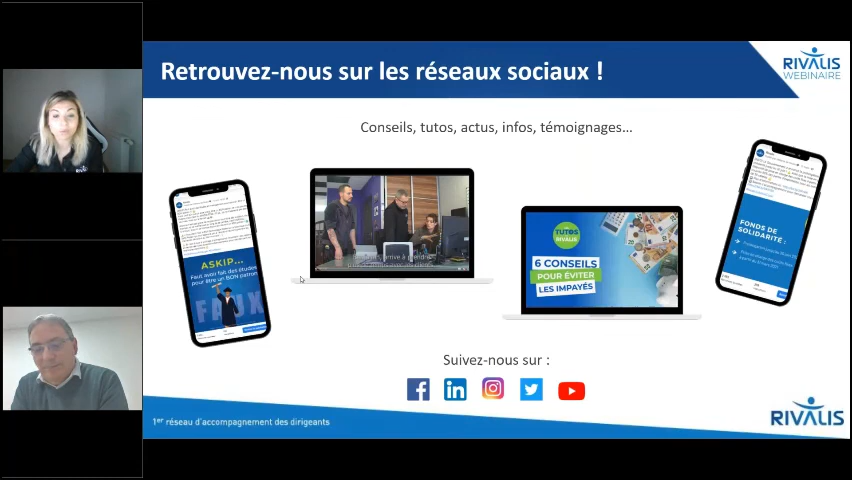 Retrouvez-nous sur les réseaux sociaux !
RIVALIS
WEBINAIRE
Conseils, tutos, actus, infos, témoignages...
ASKIP...
Faut avoir fait des études
pour être un BON patron
FAUX
TUTOS
RIVALIS
6 CONSEILS
POUR ÉVITER
LES IMPAYÉS
FONDS DE
SOLIDARITÉ :
Suivez-nous sur :
1er réseau d'accompagnement des dirigeants
RIVALIS